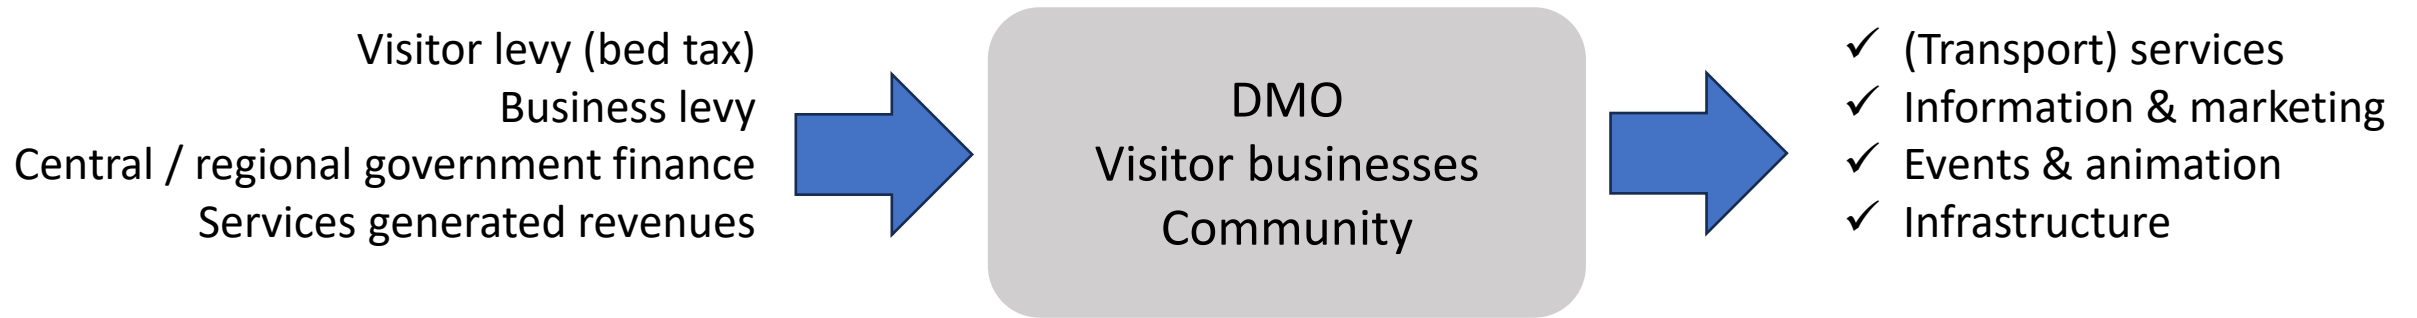 Visitor levy (bed tax)
Business levy
Central / regional government finance
Services generated revenues
DMO
Visitor businesses
Community
✓ (Transport) services
✓ Information & marketing
✓ Events & animation
✓ Infrastructure